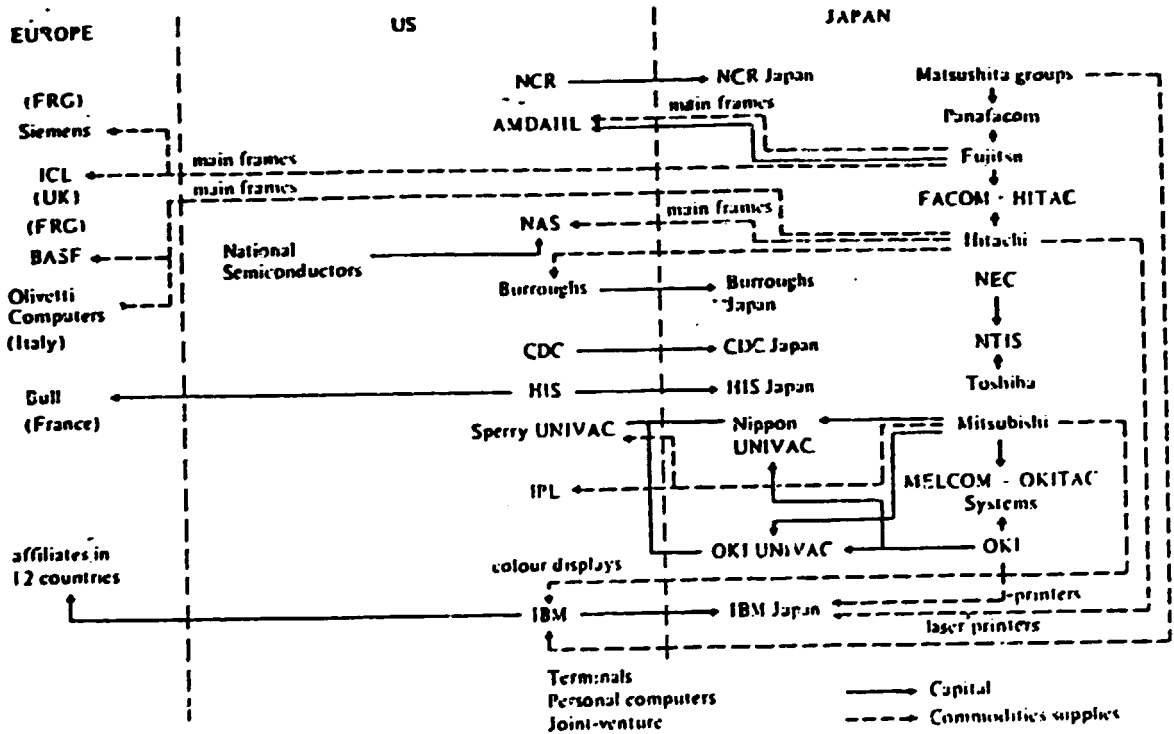 EUROPE
US
JAPAN
NCR
NCR Japan
Matsushita groups
(FRG)
Siemens
main frames
AMDAHL
Panafacom
Fujitsu
main frames
ICL
(UK)
main frames
FACOM - HITAC
(FRG)
BASF
NAS
main frames
Hitachi
National
Semiconductors
Burroughs
Burroughs
Japan
NEC
Olivetti
Computers
(Italy)
NTIS
CDC
CDC Japan
Toshiba
Bull
(France)
HIS
HIS Japan
Sperry UNIVAC
Nippon
UNIVAC
Mitsubishi
IPL
MELCOM - OKITAC
Systems
OKI UNIVAC
OKI
affiliates in
12 countries
colour displays
printers
IBM
IBM Japan
laser printers
Terminals
Personal computers
Joint-venture
Capital
Commodities supplies